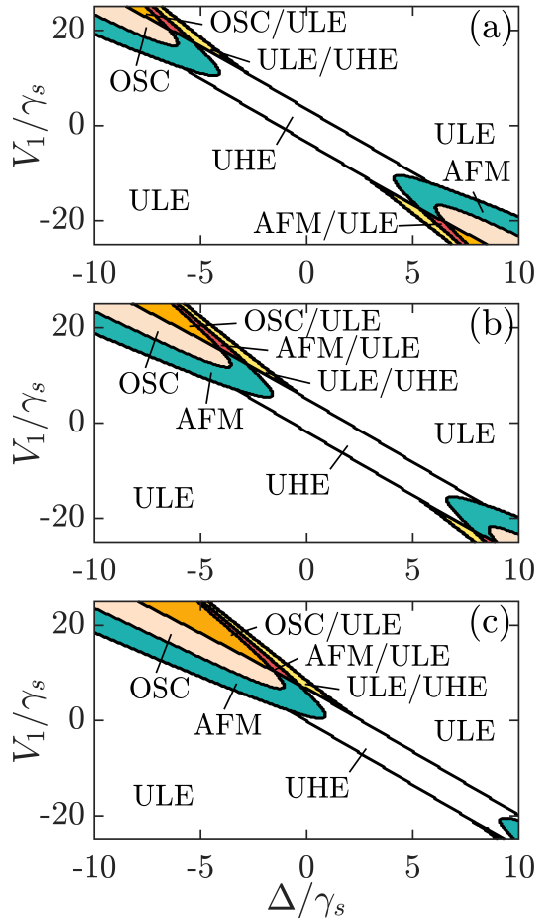 20 OSC/ULE (a)
ULE/UHE
OSC
V₁/γₛ 0 UHE ULE
ULE AFM
-20 AFM/ULE
-10 -5 0 5 10
20 (b)
OSC/ULE
AFM/ULE
OSC ULE/UHE
V₁/γₛ 0 AFM ULE
UHE
ULE
-20
-10 -5 0 5 10
20 (c)
OSC/ULE
AFM/ULE
OSC ULE/UHE
V₁/γₛ 0 AFM ULE
UHE
ULE
-20
-10 -5 0 5 10
Δ/γₛ